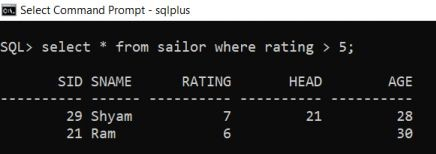 Select Command Prompt - sqlplus
SQL> select * from sailor where rating > 5;
SID SNAME RATING HEAD AGE
---------- ------ ---------- ---------- ----------
29 Shyam 7 21 28
21 Ram 6 30